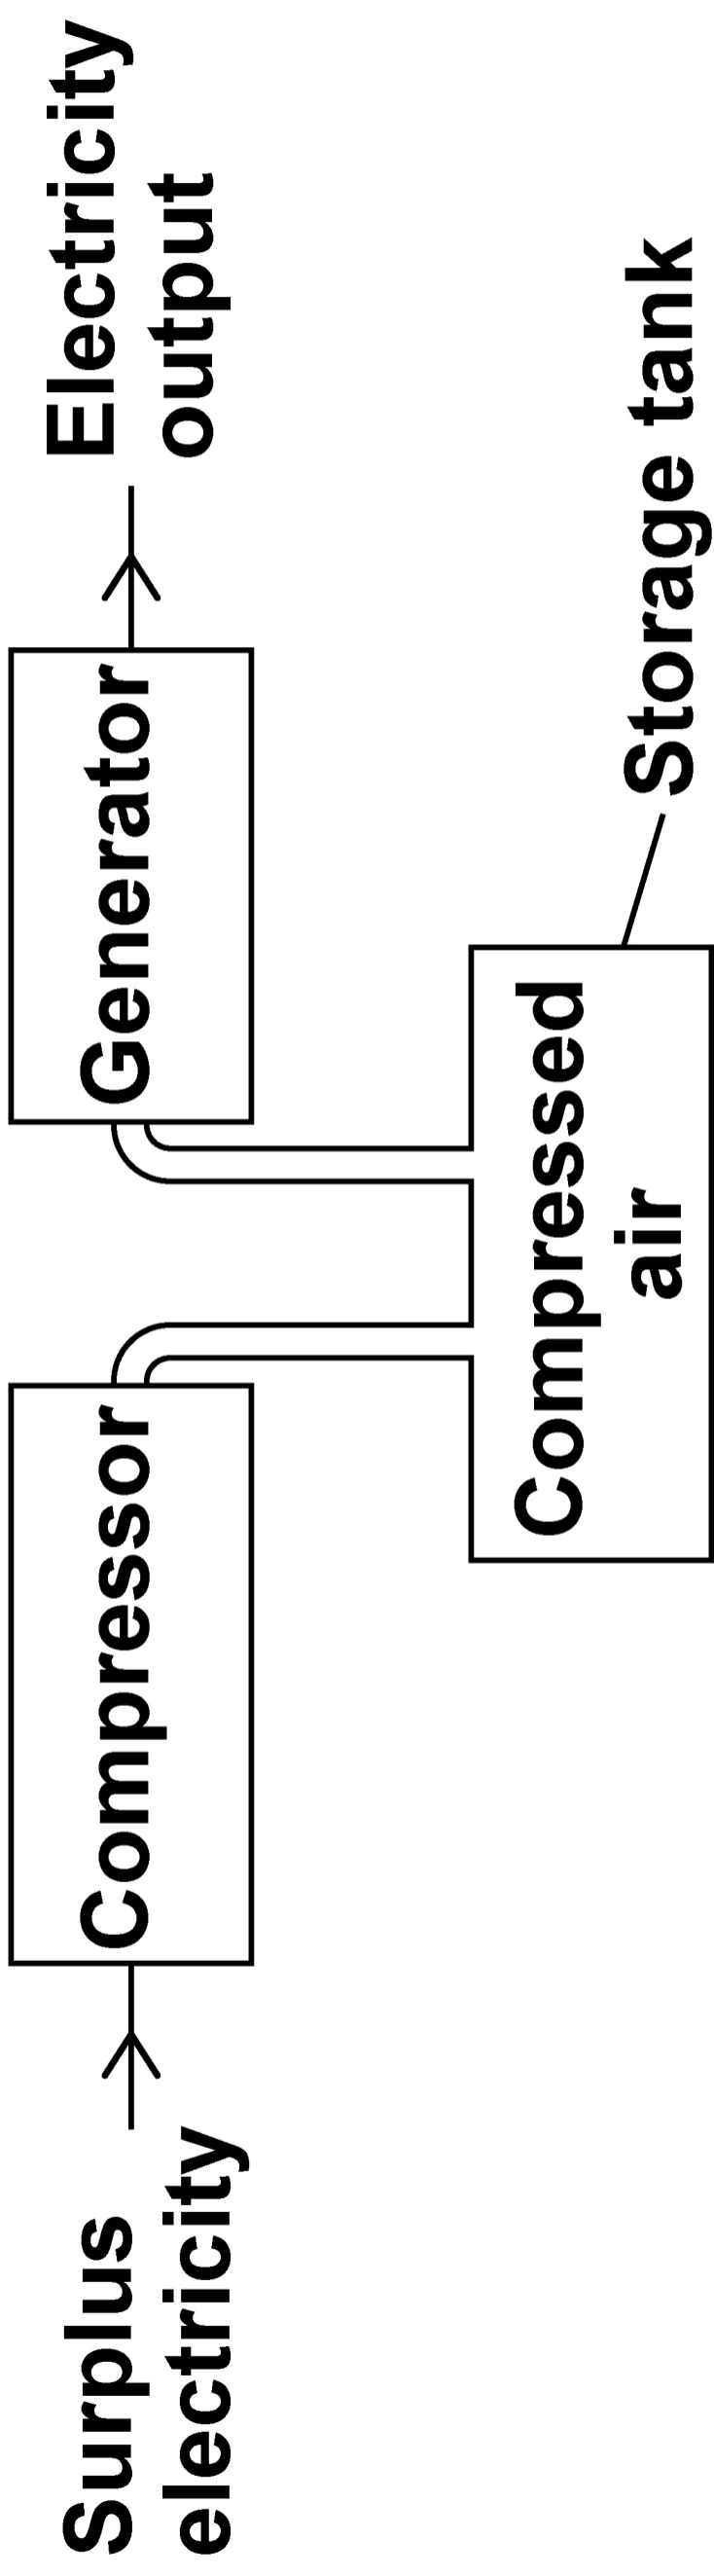 Surplus
electricity
Compressor
Generator
Electricity
output
Compressed
air
Storage tank